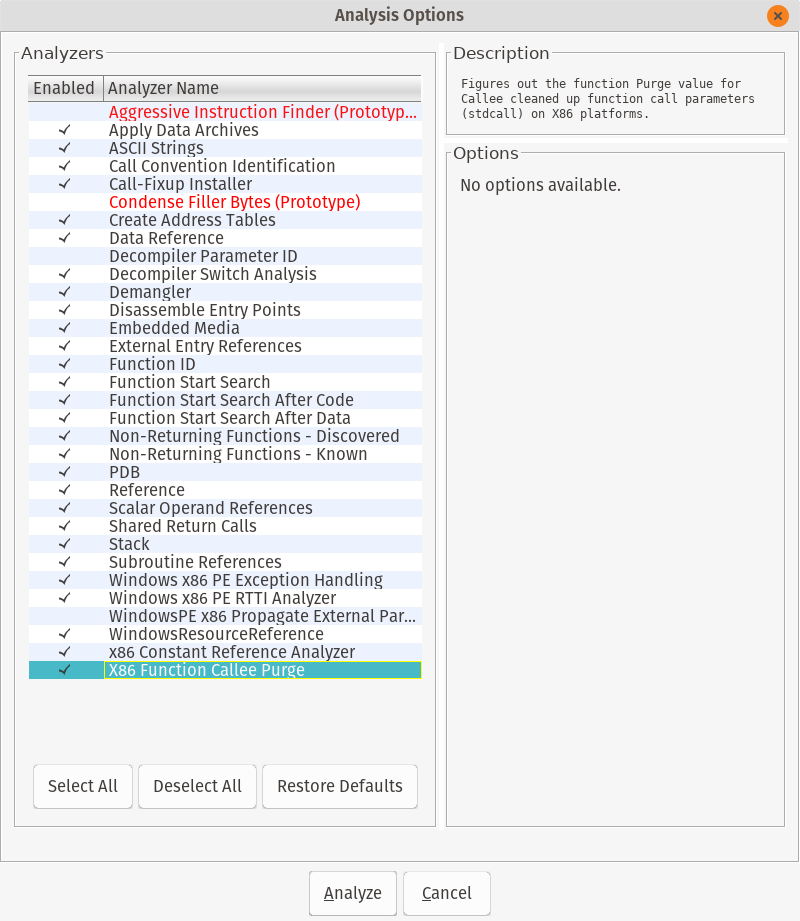 Analysis Options
Analyzers
Enabled Analyzer Name
Aggressive Instruction Finder (Prototyp...
Apply Data Archives
ASCII Strings
Call Convention Identification
Call-Fixup Installer
Condense Filler Bytes (Prototype)
Create Address Tables
Data Reference
Decompiler Parameter ID
Decompiler Switch Analysis
Demangler
Disassemble Entry Points
Embedded Media
External Entry References
Function ID
Function Start Search
Function Start Search After Code
Function Start Search After Data
Non-Returning Functions - Discovered
Non-Returning Functions - Known
PDB
Reference
Scalar Operand References
Shared Return Calls
Stack
Subroutine References
Windows x86 PE Exception Handling
Windows x86 PE RTTI Analyzer
WindowsPE x86 Propagate External Par...
WindowsResourceReference
x86 Constant Reference Analyzer
X86 Function Callee Purge
Select All Deselect All Restore Defaults
Description
Figures out the function Purge value for
Callee cleaned up function call parameters
(stdcall) on X86 platforms.
Options
No options available.
Analyze Cancel